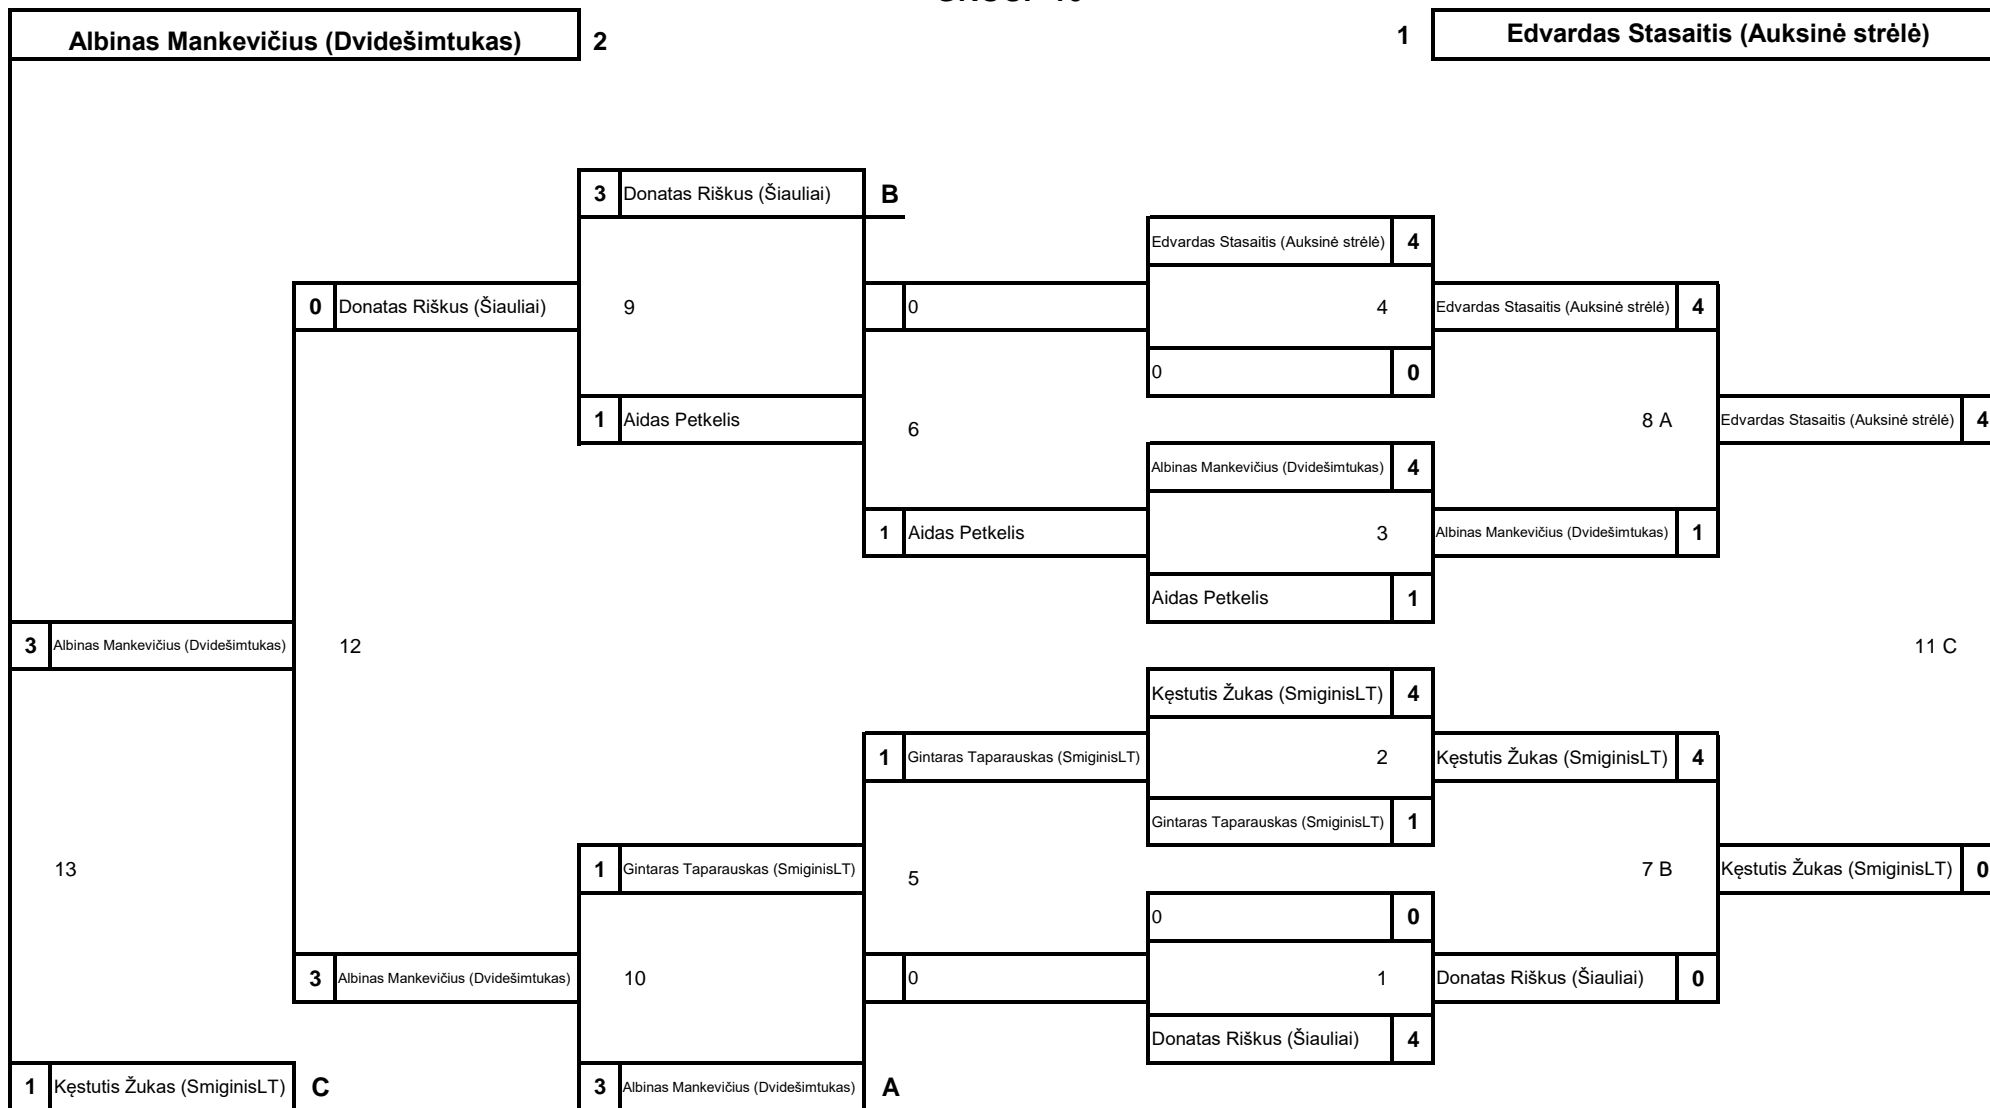 Albinas Mankevičius (Dvidešimtukas) 2
1 Edvardas Stasaitis (Auksinė strėlė)
3 Donatas Riškus (Šiauliai) B
Edvardas Stasaitis (Auksinė strėlė) 4
0 Donatas Riškus (Šiauliai) 9 0 4 Edvardas Stasaitis (Auksinė strėlė) 4
0 0
1 Aidas Petkelis 6 8 A Edvardas Stasaitis (Auksinė strėlė) 4
Albinas Mankevičius (Dvidešimtukas) 4
1 Aidas Petkelis 3 Albinas Mankevičius (Dvidešimtukas) 1
Aidas Petkelis 1
3 Albinas Mankevičius (Dvidešimtukas) 12 11 C
Kęstutis Žukas (SmiginisLT) 4
1 Gintaras Taparauskas (SmiginisLT) 2 Kęstutis Žukas (SmiginisLT) 4
Gintaras Taparauskas (SmiginisLT) 1
13 1 Gintaras Taparauskas (SmiginisLT) 5 7 B Kęstutis Žukas (SmiginisLT) 0
0 0
3 Albinas Mankevičius (Dvidešimtukas) 10 0 1 Donatas Riškus (Šiauliai) 0
Donatas Riškus (Šiauliai) 4
1 Kęstutis Žukas (SmiginisLT) C 3 Albinas Mankevičius (Dvidešimtukas) A